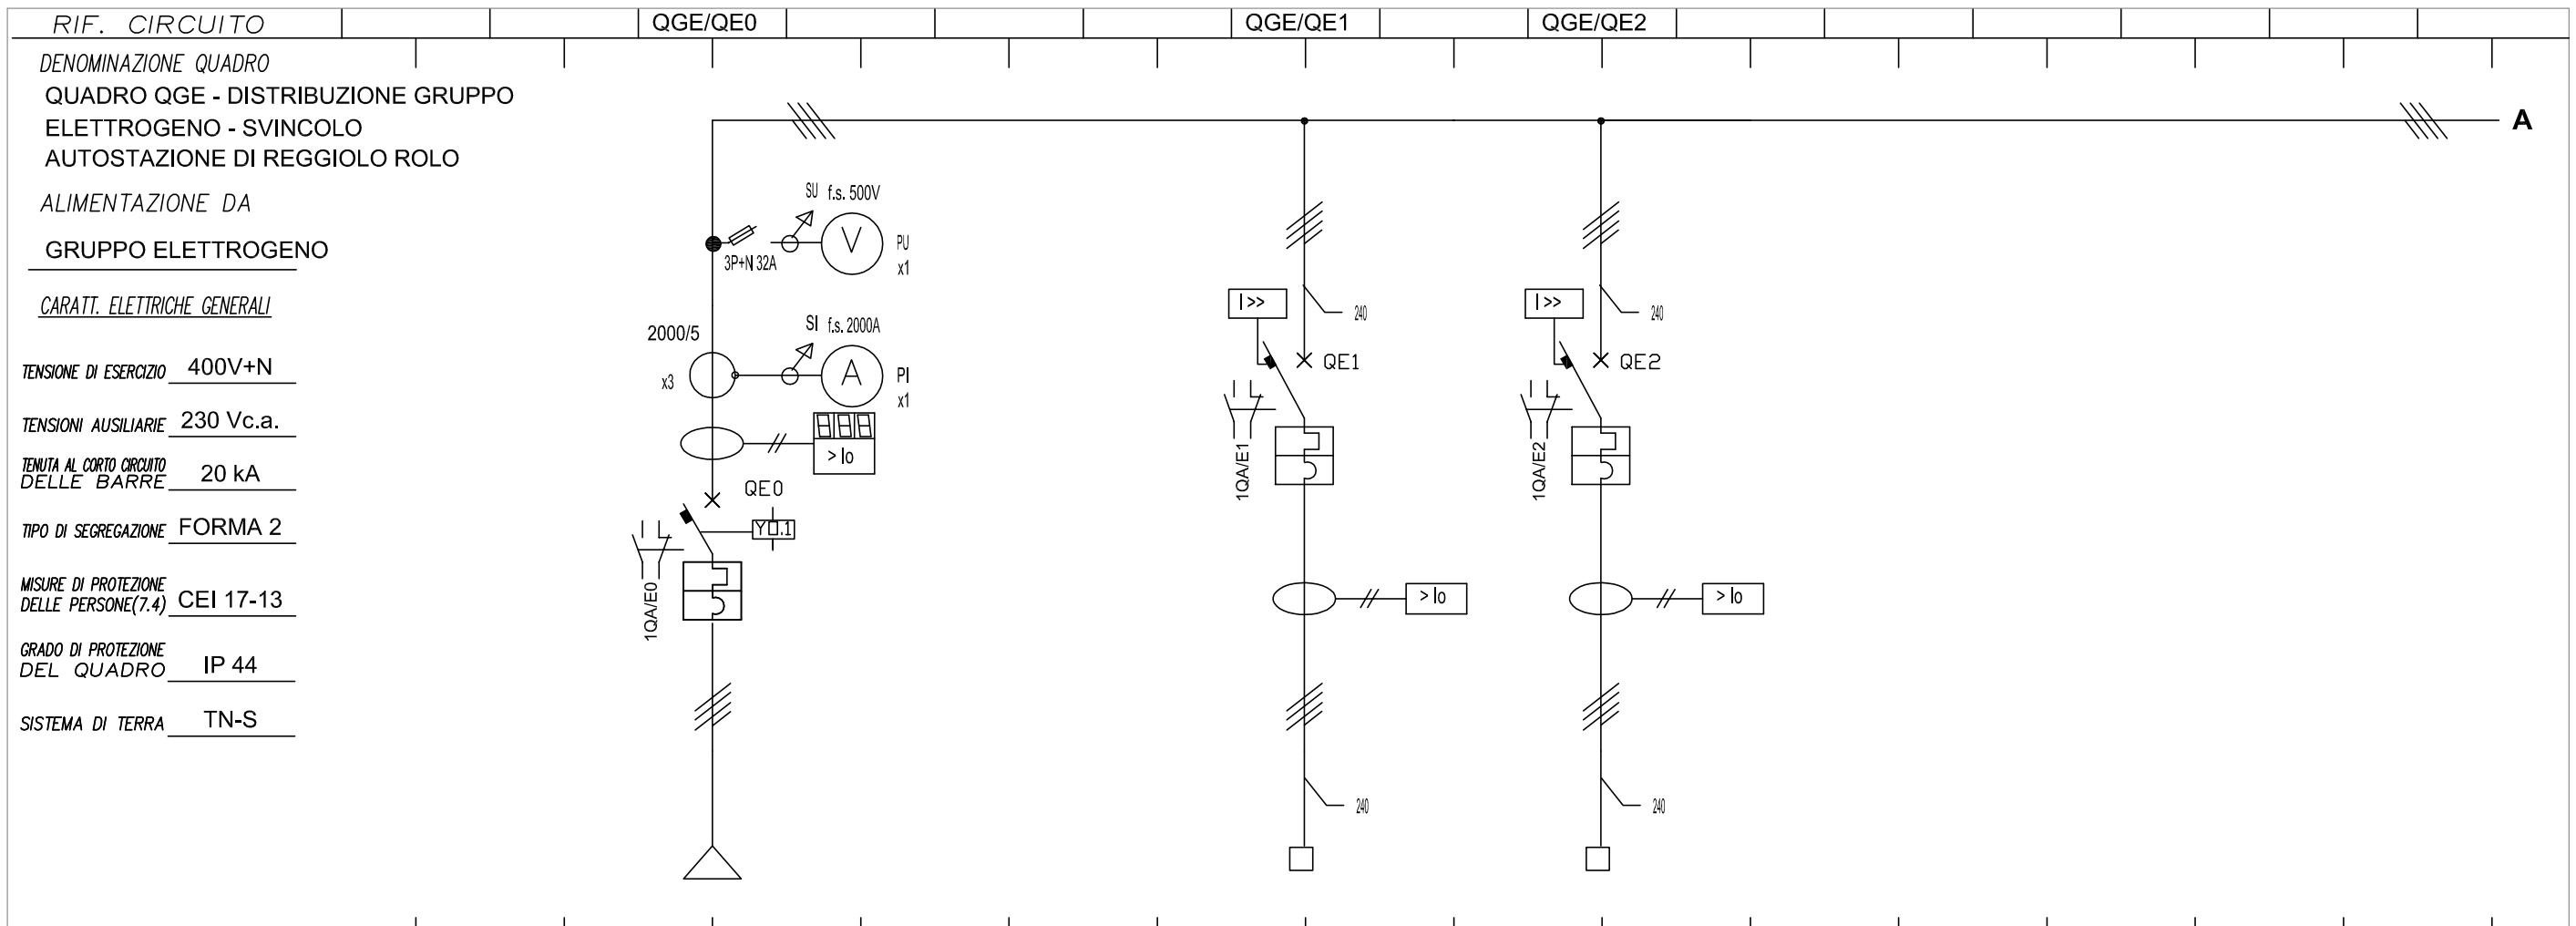 RIF. CIRCUITO QGE/QE0 QGE/QE1 QGE/QE2
DENOMINAZIONE QUADRO
QUADRO QGE - DISTRIBUZIONE GRUPPO
ELETTROGENO - SVINCOLO
AUTOSTAZIONE DI REGGIOLO ROLO
ALIMENTAZIONE DA
GRUPPO ELETTROGENO
CARATT. ELETTRICHE GENERALI
TENSIONE DI ESERCIZIO 400V+N
TENSIONI AUSILIARIE 230 Vc.a.
TENUTA AL CORTO CIRCUITO
DELLE BARRE 20 kA
TIPO DI SEGREGAZIONE FORMA 2
MISURE DI PROTEZIONE
DELLE PERSONE(7.4) CEI 17-13
GRADO DI PROTEZIONE
DEL QUADRO IP 44
SISTEMA DI TERRA TN-S
A
SU f.s. 500V
V
PU
x1
3P+N 32A
2000/5
x3
SI f.s. 2000A
A
PI
x1
888
> Io
QE0
Y0.1
1QA/E0
I >>
240
QE1
1QA/E1
> Io
240
I >>
240
QE2
1QA/E2
> Io
240